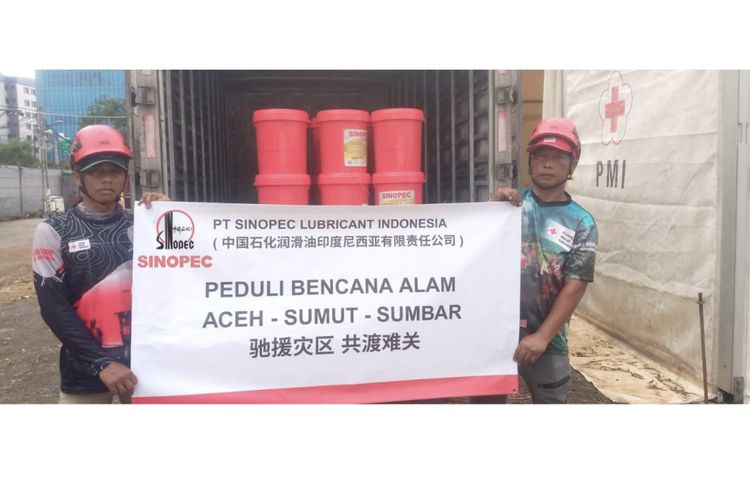 SINOPEC
SINOPEC
SINOPEC
SINOPEC
PT SINOPEC LUBRICANT INDONESIA
（中国石化润滑油印度尼西亚有限责任公司）
PEDULI BENCANA ALAM
ACEH - SUMUT - SUMBAR
驰援灾区 共渡难关
PMI